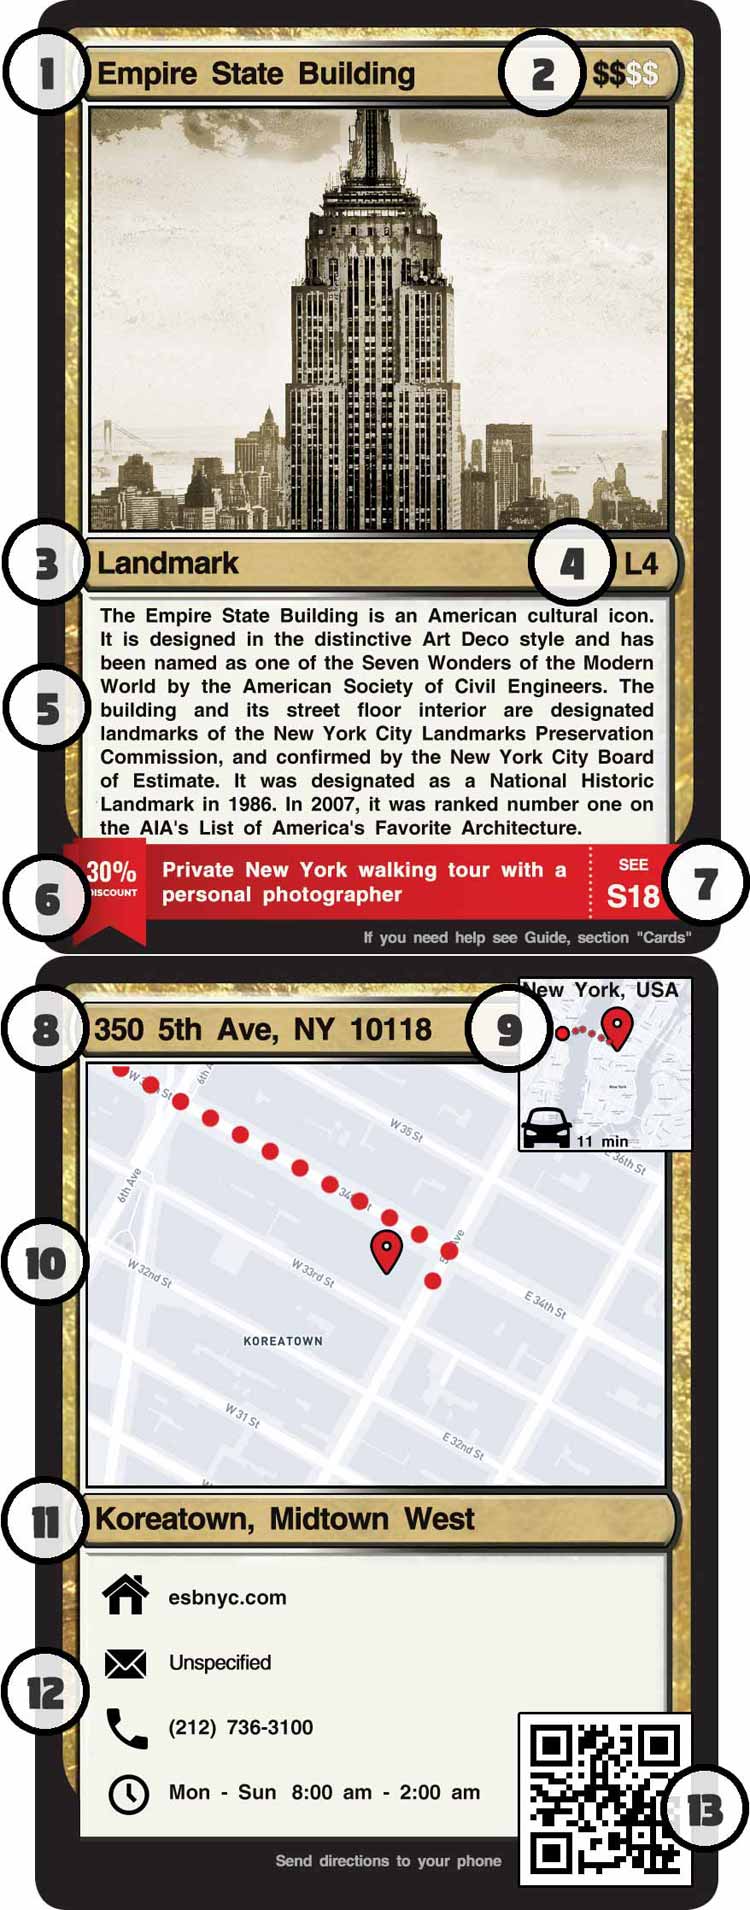 1
Empire State Building
2
$$$$
3
Landmark
4
L4
The Empire State Building is an American cultural icon.
It is designed in the distinctive Art Deco style and has
been named as one of the Seven Wonders of the Modern
World by the American Society of Civil Engineers. The
building and its street floor interior are designated
landmarks of the New York City Landmarks Preservation
Commission, and confirmed by the New York City Board
of Estimate. It was designated as a National Historic
Landmark in 1986. In 2007, it was ranked number one on
the AIA's List of America's Favorite Architecture.
5
6
30%
DISCOUNT
Private New York walking tour with a
personal photographer
SEE
S18
7
If you need help see Guide, section "Cards"
8
350 5th Ave, NY 10118
9
New York, USA
New York
11 min
10
6th A
W 35 St
E 36th St
6th Ave
34
W 33rd St
Ave
W 32nd St
E 34th St
KOREATOWN
W 31 St
E 32nd St
11
Koreatown, Midtown West
12
esbnyc.com
Unspecified
(212) 736-3100
Mon - Sun 8:00 am - 2:00 am
13
Send directions to your phone